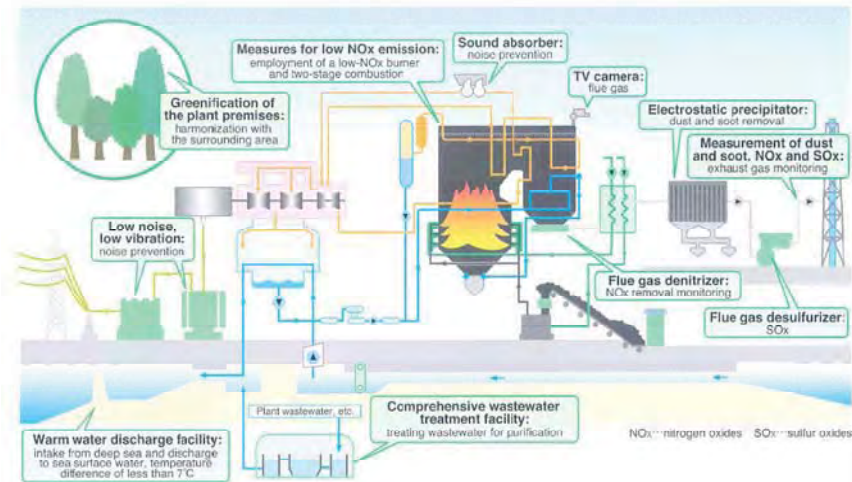 Measures for low NOx emission:
employment of a low-NOx burner
and two-stage combustion
Sound absorber:
noise prevention
TV camera:
flue gas
Electrostatic precipitator:
dust and soot removal
Measurement of dust
and soot, NOx and SOx:
exhaust gas monitoring
Greenification of
the plant premises:
harmonization with
the surrounding area
Low noise,
low vibration:
noise prevention
Flue gas denitrizer:
NOx removal monitoring
Flue gas desulfurizer:
SOx
Plant wastewater, etc.
Comprehensive wastewater
treatment facility:
treating wastewater for purification
Warm water discharge facility:
intake from deep sea and discharge
to sea surface water, temperature
difference of less than 7℃
NOx…nitrogen oxides SOx…sulfur oxides